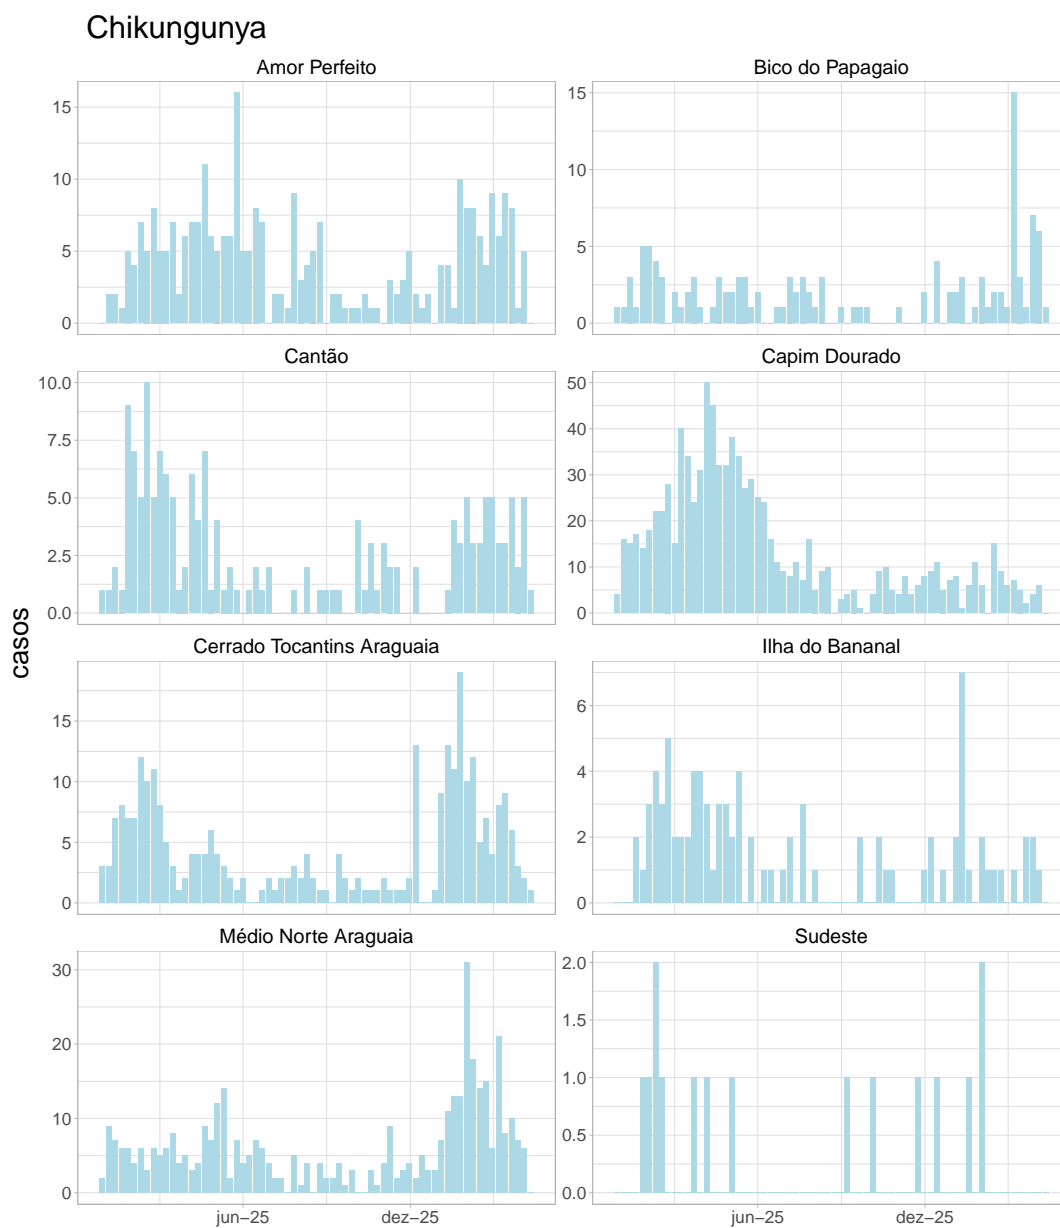 Chikungunya
Amor Perfeito
Bico do Papagaio
15
10
5
0
15
10
5
0
Cantão
Capim Dourado
10.0
7.5
5.0
2.5
0.0
50
40
30
20
10
0
casos
Cerrado Tocantins Araguaia
Ilha do Bananal
15
10
5
0
6
4
2
0
Médio Norte Araguaia
Sudeste
30
20
10
0
2.0
1.5
1.0
0.5
0.0
jun−25
dez−25
jun−25
dez−25